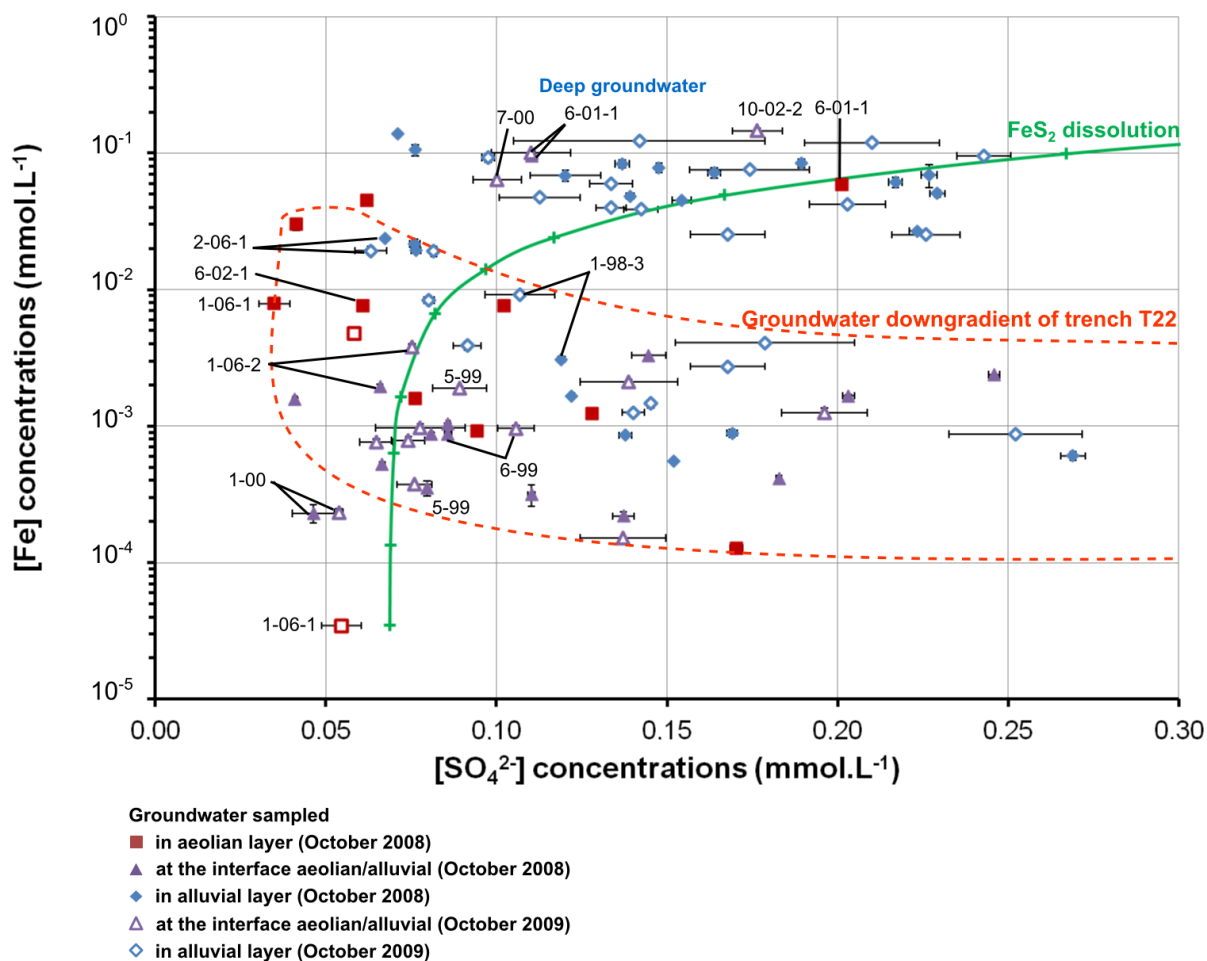 10⁰
Deep groundwater
7-00
6-01-1
10-02-2
6-01-1
FeS₂ dissolution
10⁻¹
2-06-1
6-02-1
1-98-3
10⁻²
1-06-1
Groundwater downgradient of trench T22
1-06-2
5-99
10⁻³
6-99
1-00
5-99
10⁻⁴
1-06-1
10⁻⁵
[Fe] concentrations (mmol.L⁻¹)
0.00 0.05 0.10 0.15 0.20 0.25 0.30
[SO₄²⁻] concentrations (mmol.L⁻¹)
Groundwater sampled
in aeolian layer (October 2008)
at the interface aeolian/alluvial (October 2008)
in alluvial layer (October 2008)
at the interface aeolian/alluvial (October 2009)
in alluvial layer (October 2009)